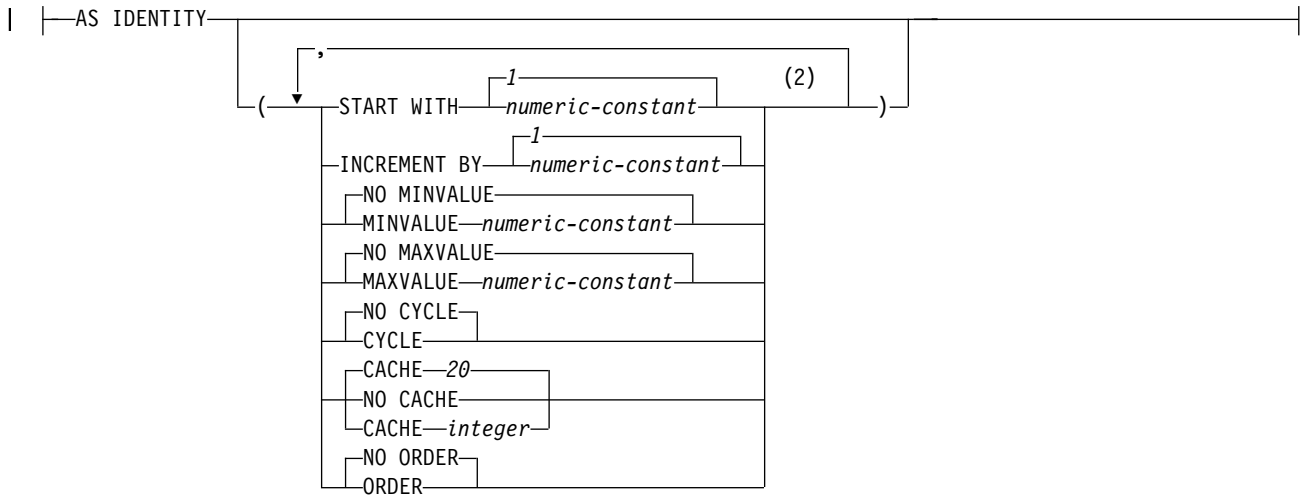 AS IDENTITY
,
1 (2)
( START WITH numeric-constant )
1
INCREMENT BY numeric-constant
NO MINVALUE
MINVALUE numeric-constant
NO MAXVALUE
MAXVALUE numeric-constant
NO CYCLE
CYCLE
CACHE 20
NO CACHE
CACHE integer
NO ORDER
ORDER